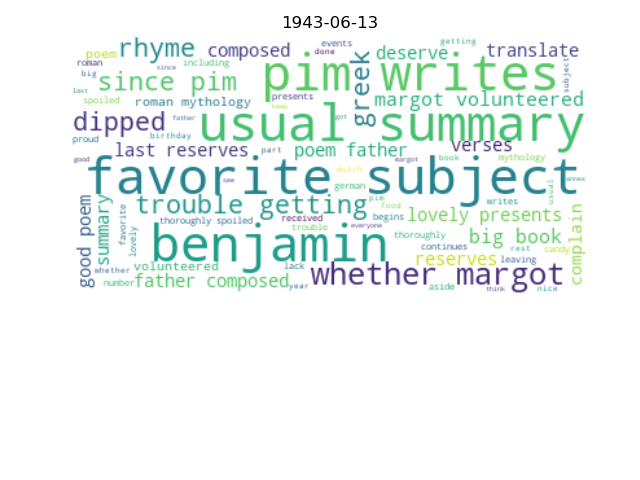 1943-06-13
getting
poem rhyme composed events done deserve translate
roman since pim including pim writes subject
big since greek
last spoiled roman mythology presents keep margot volunteered
dipped father usual summary got
proud birthday
last reserves part poem father verses
good margot book mythology
favorite subject see dutch annex
german
good poem summary favorite lovely trouble getting pim writes usual
thoroughly spoiled received food begins lovely presents complain
trouble everyone
benjamin thoroughly big book
continues rest candy
whether volunteered lack reserves leaving
number father composed year whether margot
aside think nice